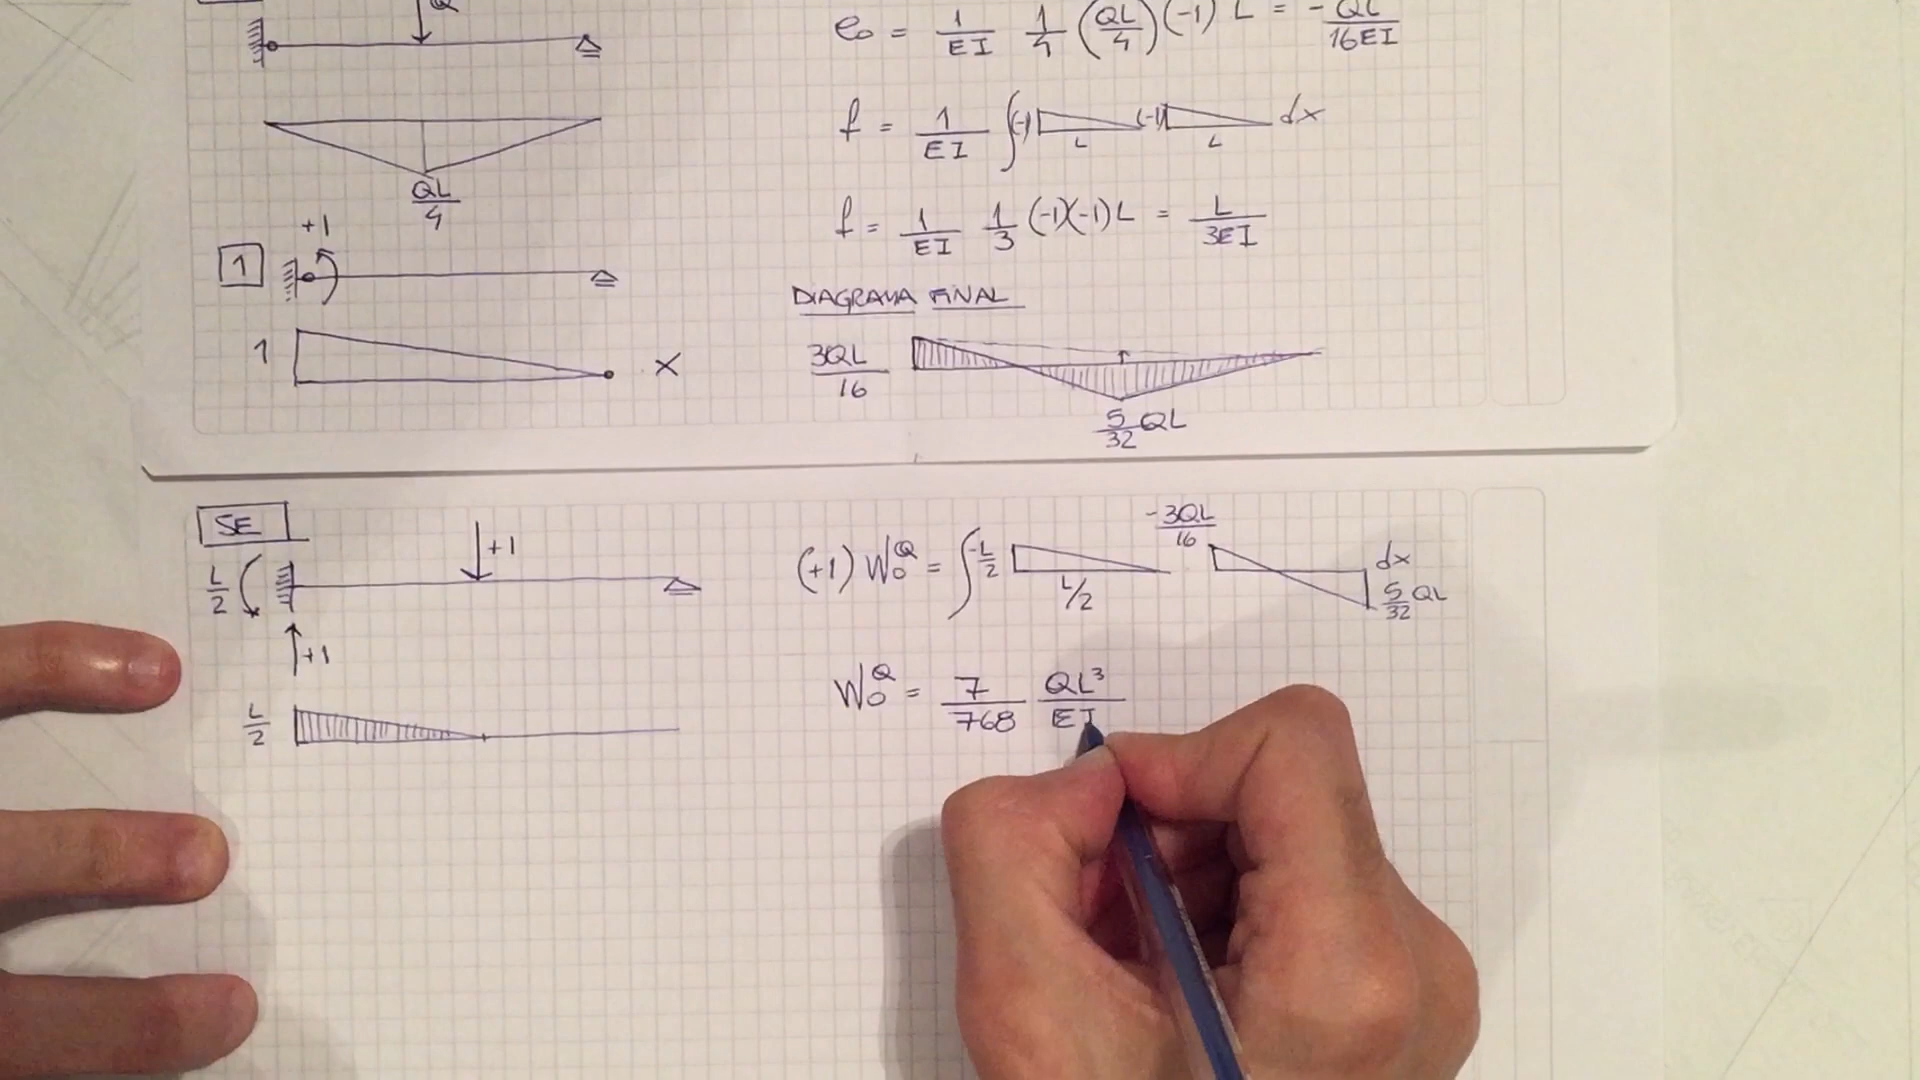 Q
QL/4
+1
1
1 X
e₀ = 1/EI 1/4 (QL/4)(-1) L = - QL/16EI
f = 1/EI ∫(-1) L (-1) L dx
f = 1/EI 1/3 (-1)(-1) L = L/3EI
DIAGRAMA FINAL
3QL/16
5/32 QL
SE
+1
L/2
+1
L/2
(+1) W₀^Q = ∫ -L/2 L/2 -3QL/16 dx
5/32 QL
W₀^Q = 7/768 QL³/EI